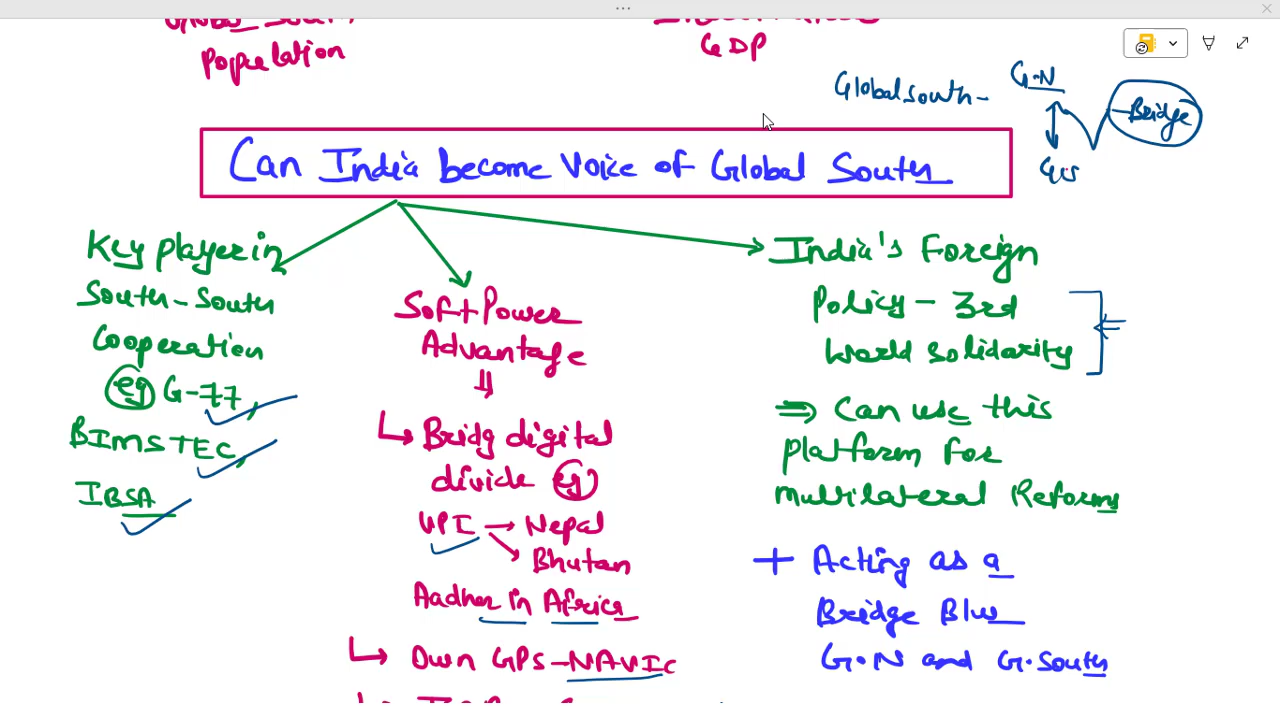 Population
GDP
Global south -
G.N
Bridge
G.S
Can India become Voice of Global South
Key player in
South-South
Cooperation
eg G-77,
BIMSTEC,
IBSA
Soft Power
Advantage
Bridg digital
divide eg
UPI → Nepal
Bhutan
Aadher in Africa
Own GPS - NAVIC
India's Foreign
Policy - 3rd
World solidarity
⇒ Can use this
platform for
multilateral Reforms
+ Acting as a
Bridge Blw
G.N and G.South